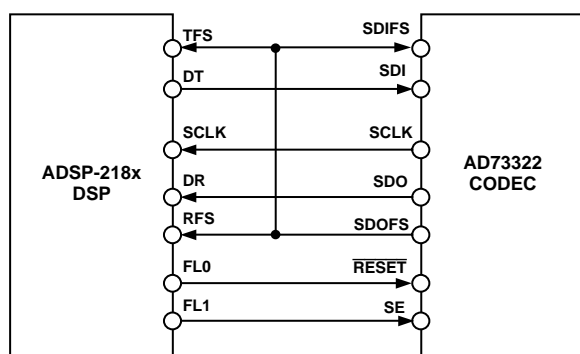 TFS SDIFS
DT SDI
SCLK SCLK
ADSP-218x
DSP
AD73322
CODEC
DR SDO
RFS SDOFS
FL0 RESET
FL1 SE